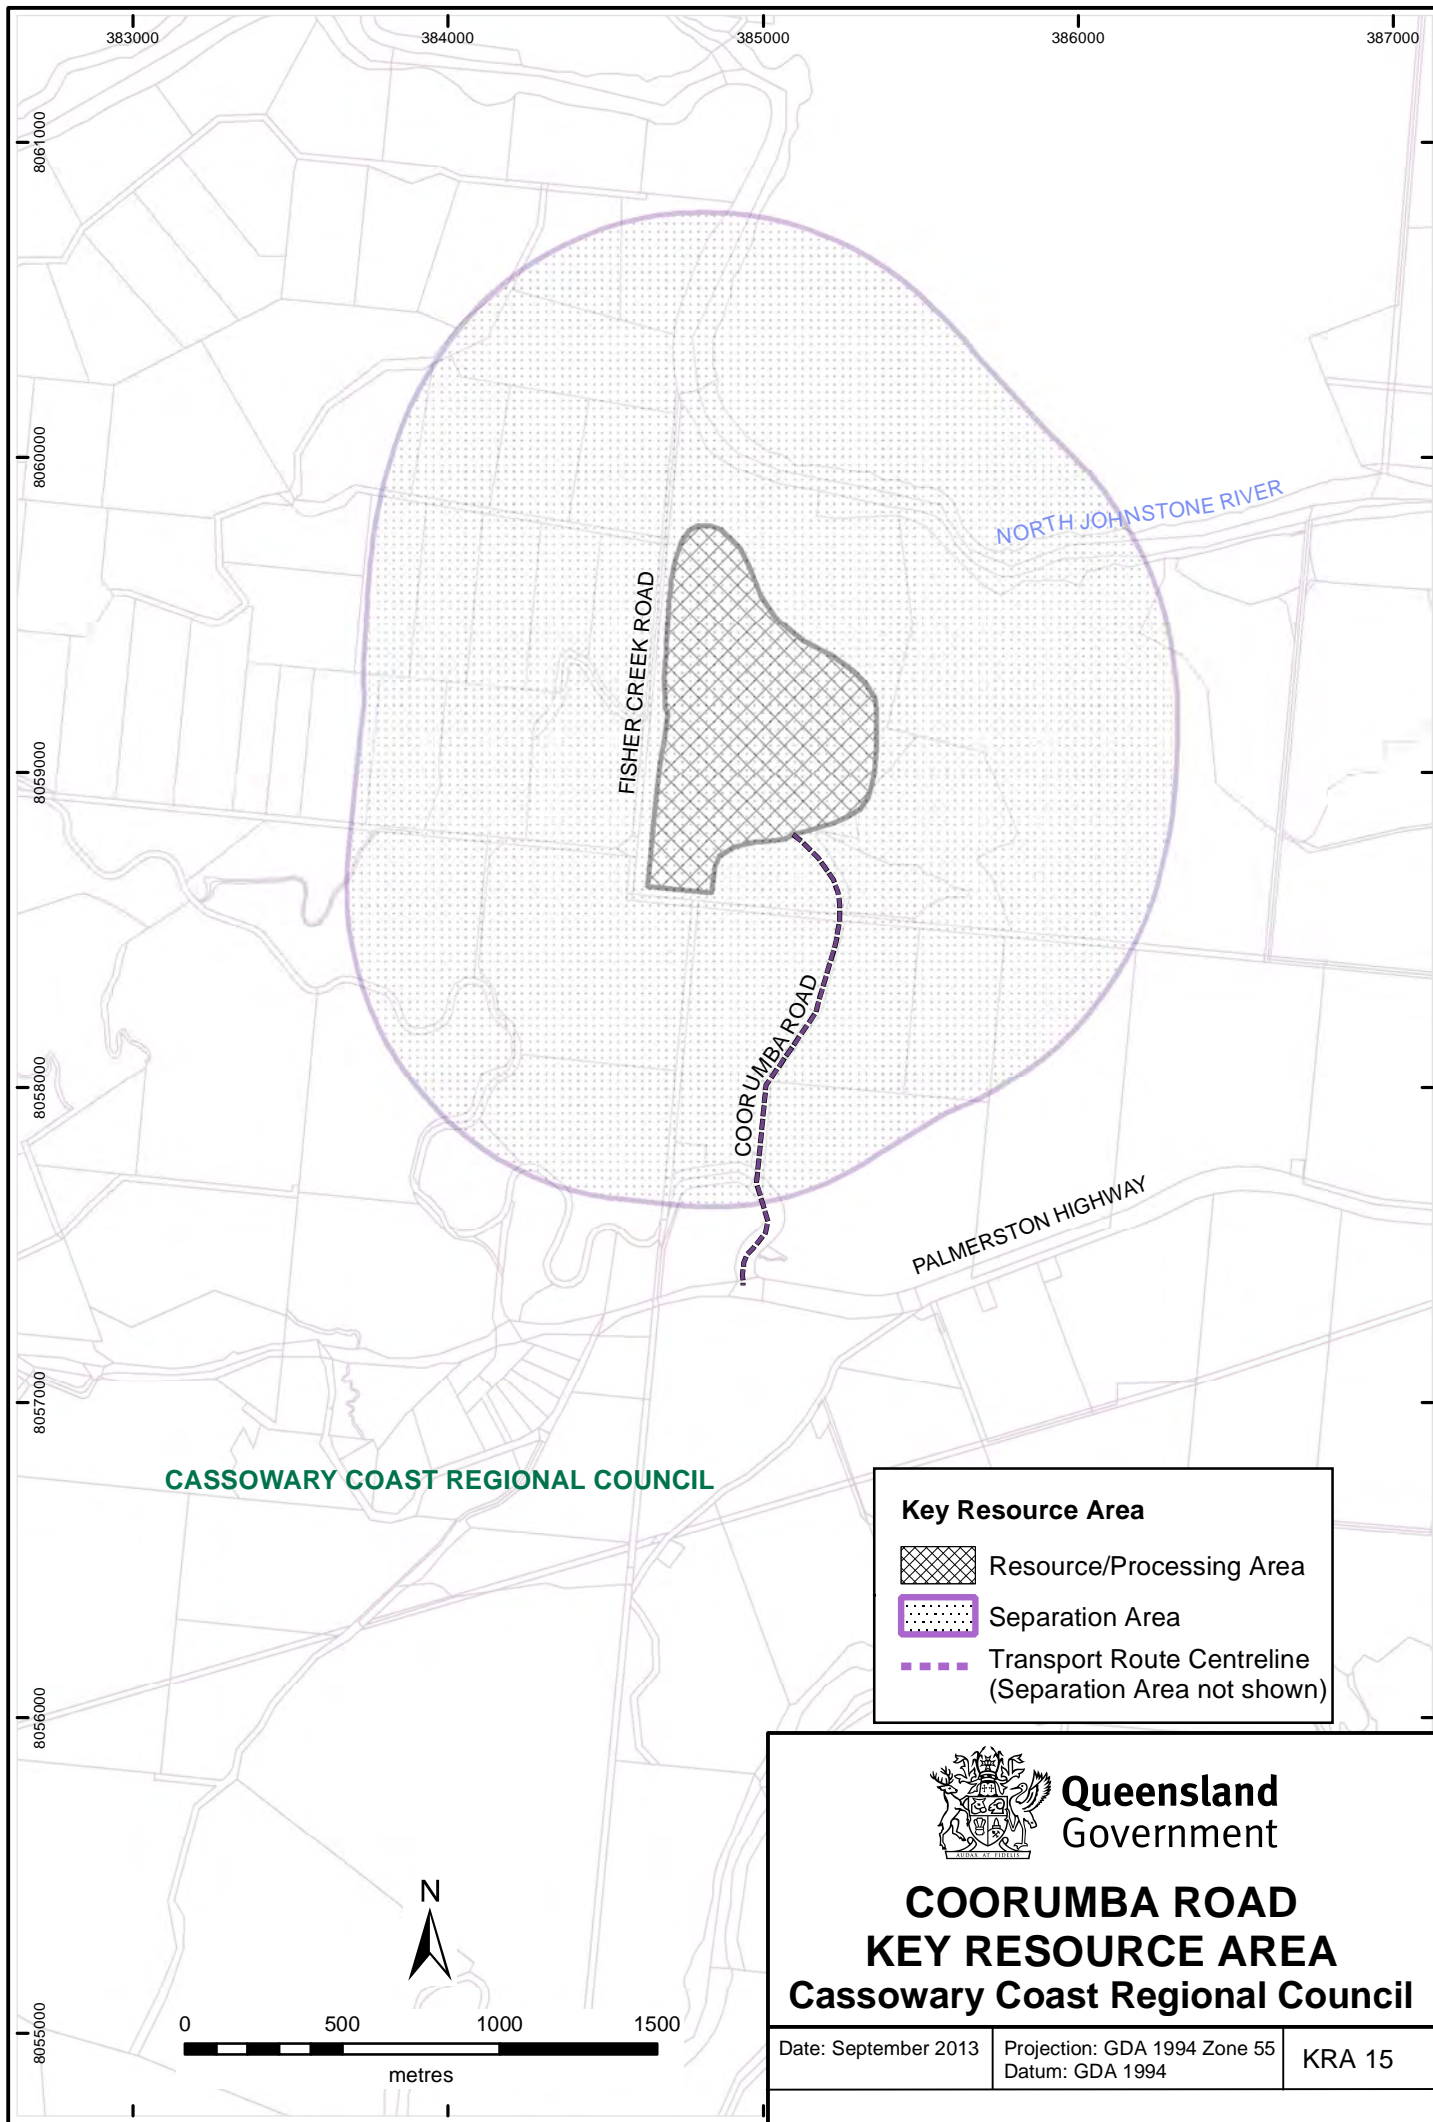 383000
384000
385000
386000
387000
8061000
8060000
8059000
8058000
8057000
8056000
8055000
NORTH JOHNSTONE RIVER
FISHER CREEK ROAD
COORUMBA ROAD
PALMERSTON HIGHWAY
CASSOWARY COAST REGIONAL COUNCIL
Key Resource Area
Resource/Processing Area
Separation Area
Transport Route Centreline
(Separation Area not shown)
N
0 500 1000 1500
metres
AUDAX AT FIDELIS
Queensland
Government
COORUMBA ROAD
KEY RESOURCE AREA
Cassowary Coast Regional Council
Date: September 2013
Projection: GDA 1994 Zone 55
Datum: GDA 1994
KRA 15